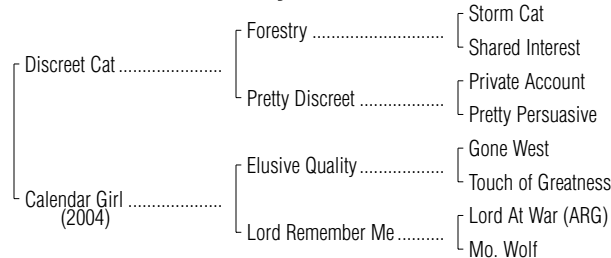 Storm Cat
Forestry ..................
Shared Interest
Discreet Cat .....................
Private Account
Pretty Discreet ...................
Pretty Persuasive
Gone West
Elusive Quality...................
Touch of Greatness
Calendar Girl ...................
(2004)
Lord At War (ARG)
Lord Remember Me ..........
Mo. Wolf